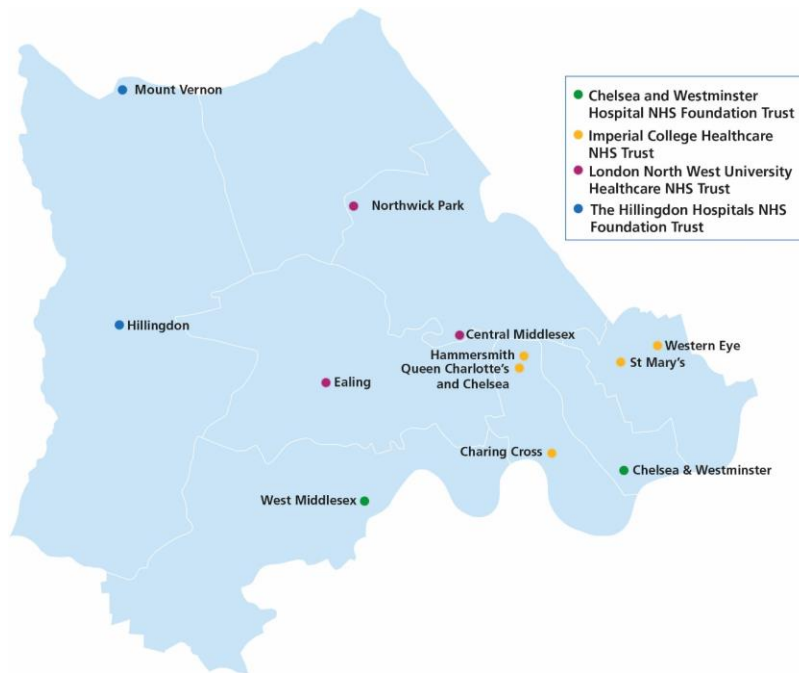 Mount Vernon
Chelsea and Westminster
Hospital NHS Foundation Trust
Imperial College Healthcare
NHS Trust
London North West University
Healthcare NHS Trust
The Hillingdon Hospitals NHS
Foundation Trust
Northwick Park
Hillingdon
Central Middlesex
Western Eye
Hammersmith
St Mary's
Queen Charlotte's
and Chelsea
Ealing
Charing Cross
Chelsea & Westminster
West Middlesex